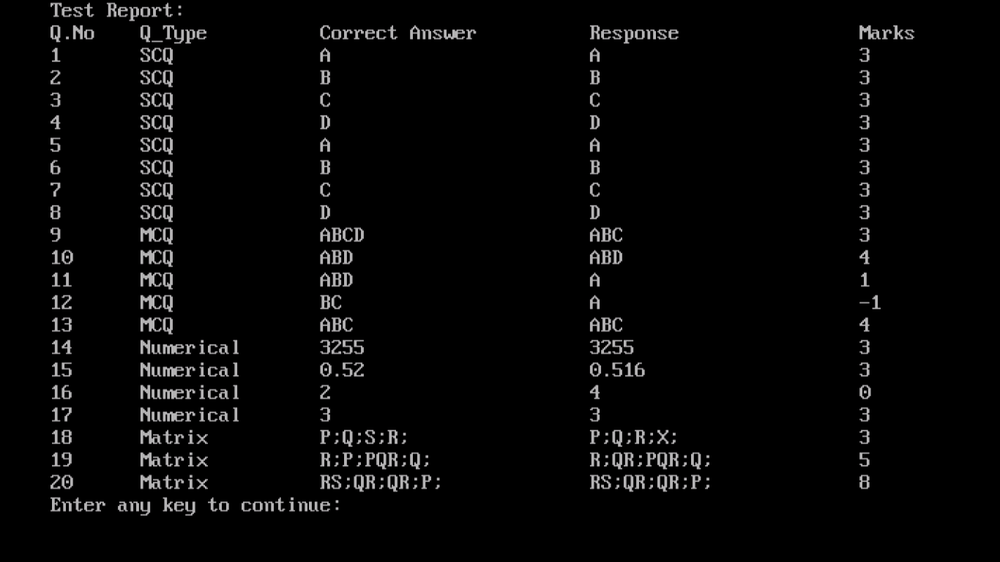 Test Report:
Q.No Q_Type Correct Answer Response Marks
1 SCQ A A 3
2 SCQ B B 3
3 SCQ C C 3
4 SCQ D D 3
5 SCQ A A 3
6 SCQ B B 3
7 SCQ C C 3
8 SCQ D D 3
9 MCQ ABCD ABC 3
10 MCQ ABD ABD 4
11 MCQ ABD A 1
12 MCQ BC A -1
13 MCQ ABC ABC 4
14 Numerical 3255 3255 3
15 Numerical 0.52 0.516 3
16 Numerical 2 4 0
17 Numerical 3 3 3
18 Matrix P;Q;S;R; P;Q;R;X; 3
19 Matrix R;P;PQR;Q; R;QR;PQR;Q; 5
20 Matrix RS;QR;QR;P; RS;QR;QR;P; 8
Enter any key to continue: